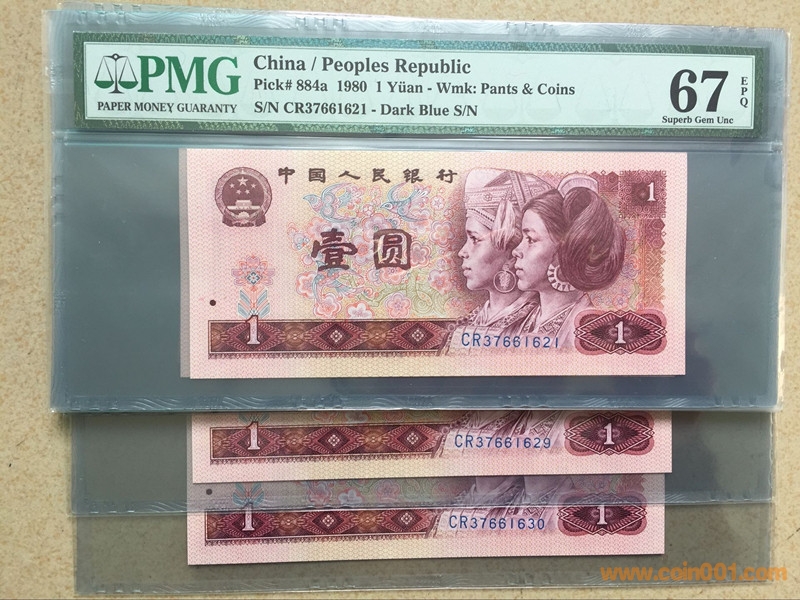 PMG
PAPER MONEY GUARANTY
China / Peoples Republic
Pick# 884a 1980 1 Yüan - Wmk: Pants & Coins
S/N CR37661621 - Dark Blue S/N
67
EPQ
Superb Gem Unc
中国人民银行
1
壹圆
1
CR37661621
1
1
CR37661629
1
1
CR37661630
1
www.coin001.com